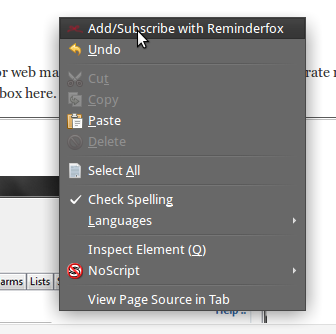 Add/Subscribe with Reminderfox
Undo
or web ma
rate
Cut
Copy
box here.
Paste
Delete
Select All
Check Spelling
Languages
Inspect Element (Q)
arms Lists
NoScript
View Page Source in Tab
Help ..